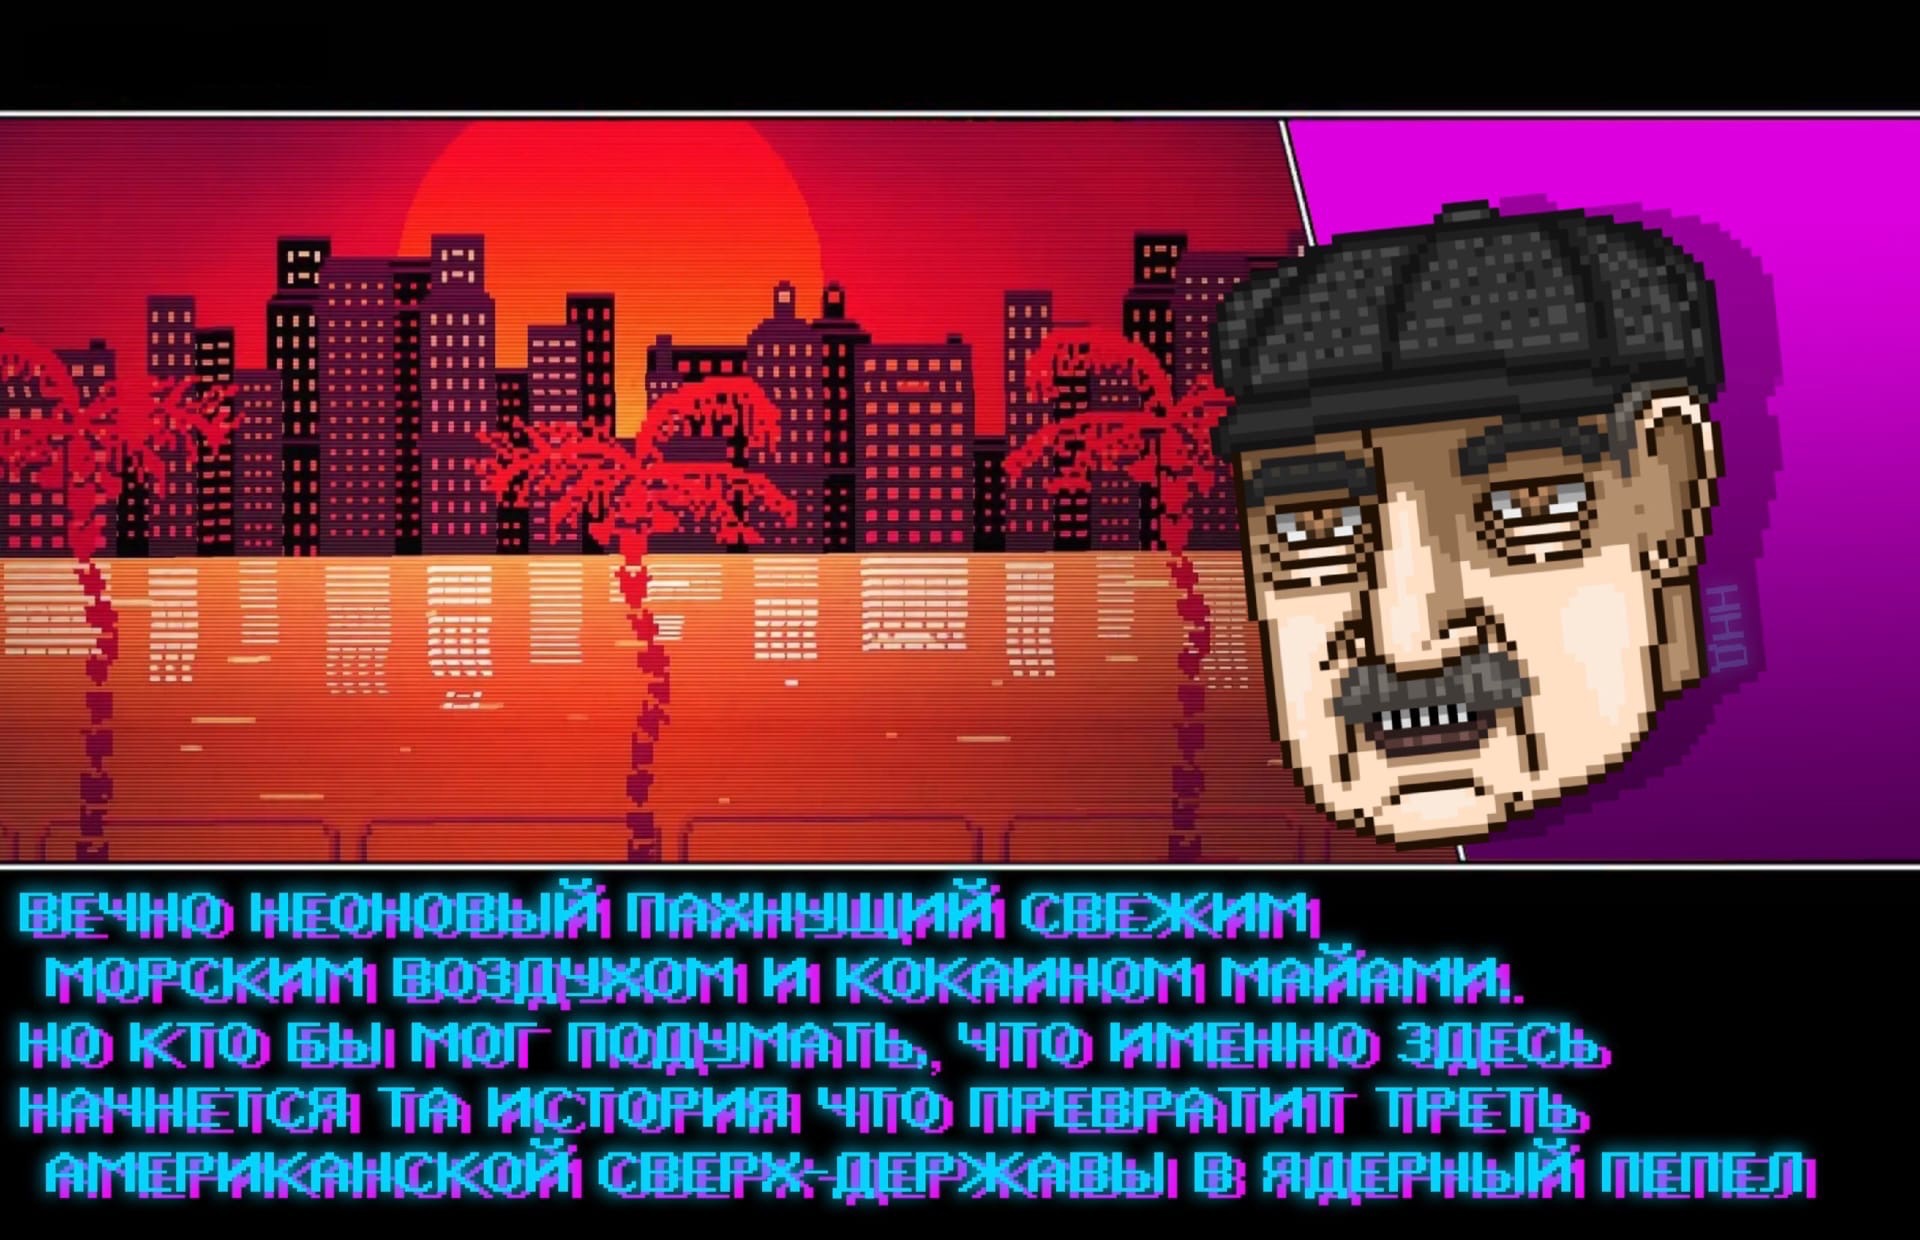 ДНН
ВЕЧНО НЕОНОВЫЙ ПАХНУЩИЙ СВЕЖИМ
МОРСКИМ ВОЗДУХОМ И КОКАИНОМ МАЙАМИ.
НО КТО БЫ МОГ ПОДУМАТЬ, ЧТО ИМЕННО ЗДЕСЬ
НАЧНЕТСЯ ТА ИСТОРИЯ ЧТО ПРЕВРАТИТ ТРЕТЬ
АМЕРИКАНСКОЙ СВЕРХ-ДЕРЖАВЫ В ЯДЕРНЫЙ ПЕПЕЛ